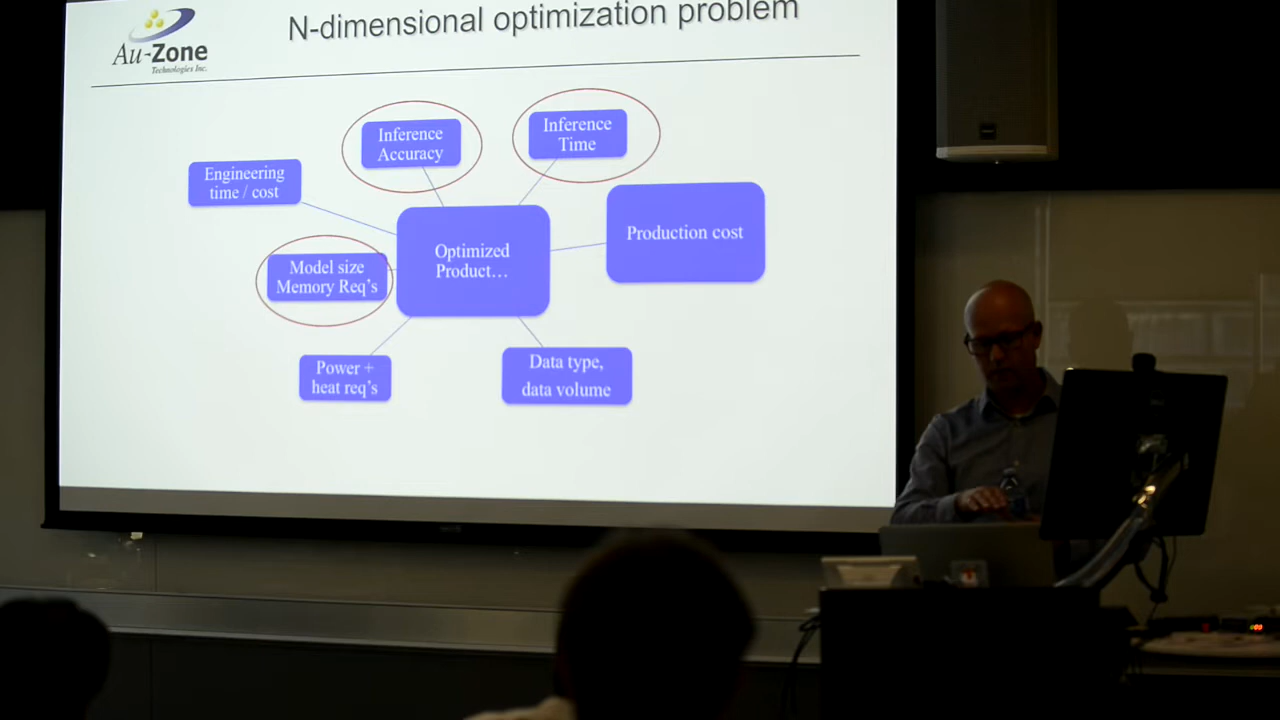 N-dimensional optimization problem
Au-Zone
Technologies Inc.
Inference
Accuracy
Inference
Time
Engineering
time / cost
Production cost
Optimized
Product…
Model size
Memory Req's
Power +
heat req's
Data type,
data volume